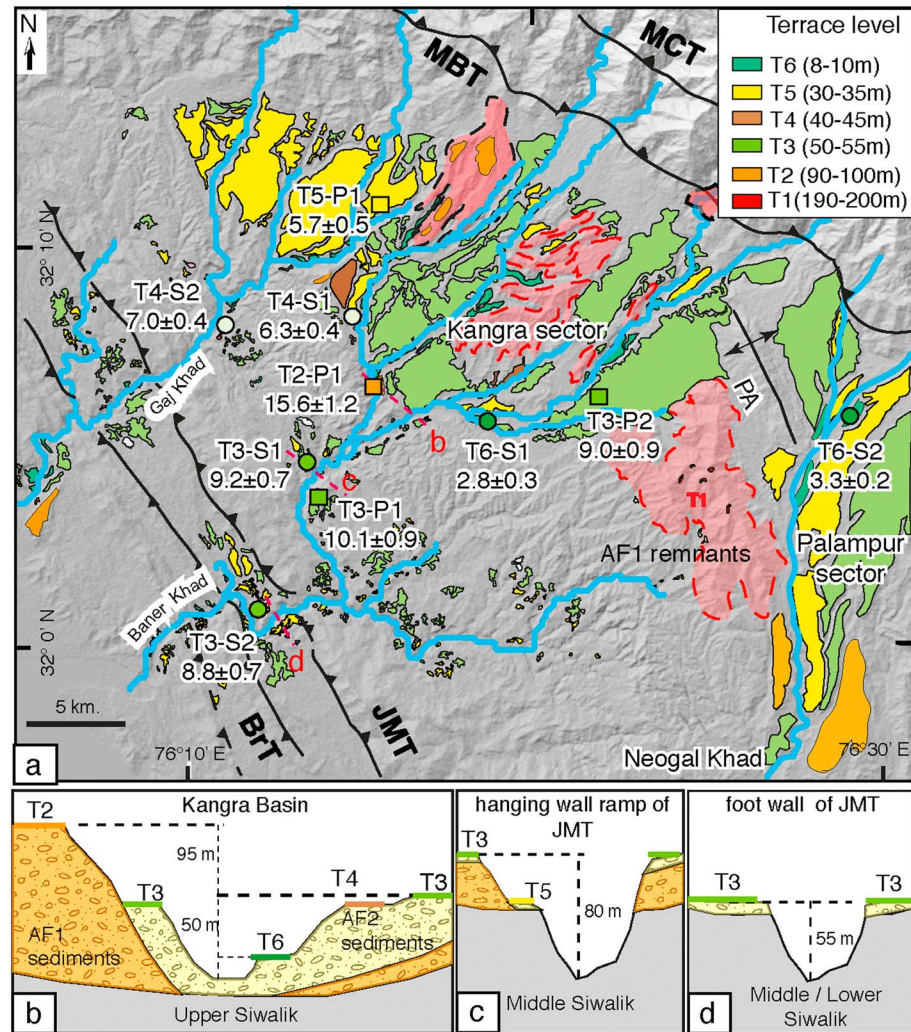 N
MBT
MCT
Terrace level
T6 (8-10m)
T5 (30-35m)
T4 (40-45m)
T3 (50-55m)
T2 (90-100m)
T1(190-200m)
32°10' N
T5-P1
5.7±0.5
T4-S2
7.0±0.4
T4-S1
6.3±0.4
Kangra sector
Gaj Khad
T2-P1
15.6±1.2
b
PA
T3-P2
9.0±0.9
T6-S1
2.8±0.3
T6-S2
3.3±0.2
T3-S1
9.2±0.7
c
T3-P1
10.1±0.9
T1
AF1 remnants
Palampur
sector
Baner Khad
32°0' N
T3-S2
8.8±0.7
d
5 km.
BrT
JMT
Neogal Khad
a
76°10' E
76°30' E
T2
Kangra Basin
95 m
T3
T4
T3
50m
AF1
sediments
T6
AF2
sediments
b
Upper Siwalik
hanging wall ramp of
JMT
T3
T5
80 m
c
Middle Siwalik
foot wall of JMT
T3
T3
55 m
d
Middle / Lower
Siwalik